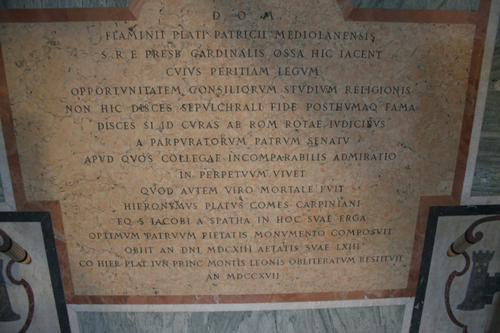 D O M
FLAMINII PLATI PATRICII MEDIOLANENSIS
S R E PRESB CARDINALIS OSSA HIC IACENT
CVIVS PERITIAM LEGVM
OPPORTVNITATEM CONSILIORVM STVDIVM RELIGIONIS
NON HIC DISCES SEPVLCHRALI FIDE POSTHVMAQ FAMA
DISCES SI ID CVRAS AB ROM ROTAE IVDICIBVS
A PVRPVRATORVM PATRVM SENATV
APVD QVOS COLLEGAE INCOMPARABILIS ADMIRATIO
IN PERPETVVM VIVET
QVOD AVTEM VIRO MORTALE FVIT
HIERONYMVS PLATVS COMES CARPINIANI
EQ S IACOBI A SPATHA IN HOC SVAE ERGA
OPTIMVM PATRVVM PIETATIS MONVMENTO COMPOSVIT
OBIIT AN DNI MDCXIII AETATIS SVAE LXIII
CO HIER PLAT IVN PRINC MONTIS LEONIS OBLITERATVM RESTITVIT
AN MDCCXVII